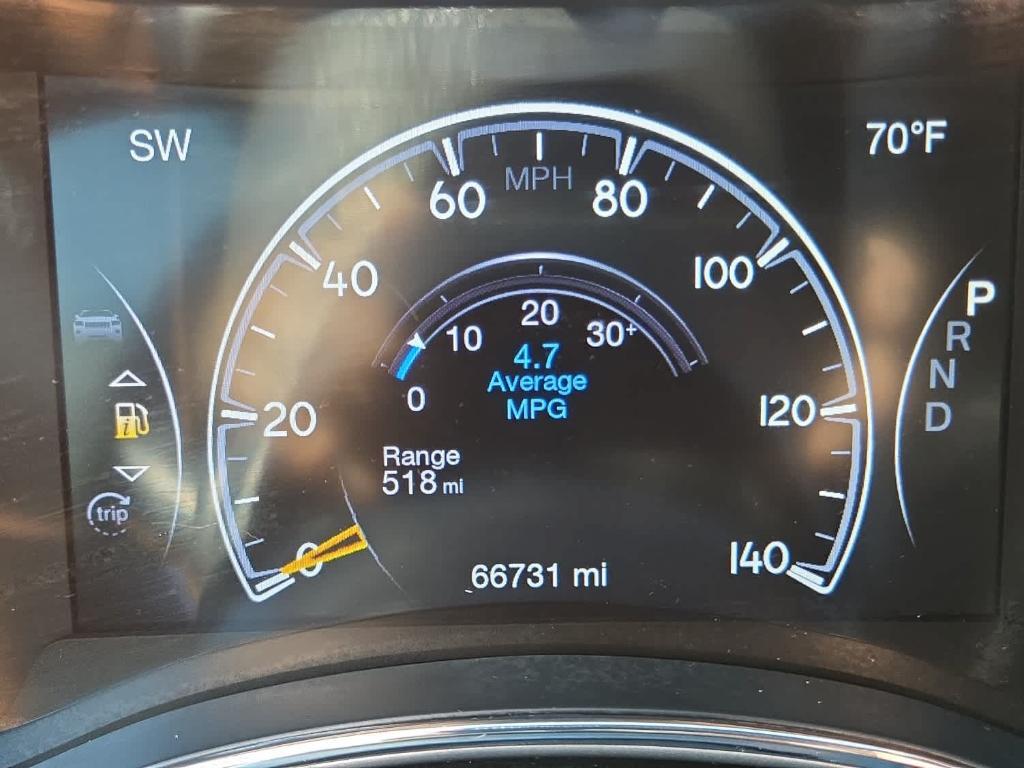 SW
70°F
MPH
60
80
40
100
20
120
0
140
10
20
30+
0
4.7
Average
MPG
Range
518 mi
66731 mi
i
trip
P
R
N
D